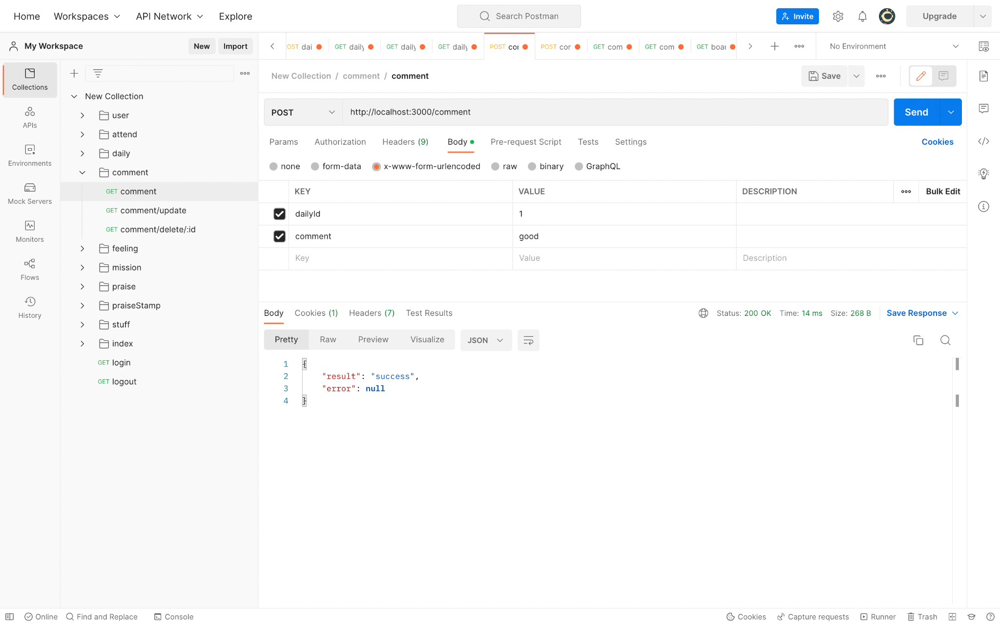 Home Workspaces API Network Explore Search Postman Invite Upgrade
My Workspace New Import
OST dai GET daily GET daily GET daily POST cor POST cor GET com GET com GET boar No Environment
Collections
APIs
Environments
Mock Servers
Monitors
Flows
History
New Collection
user
attend
daily
comment
GET comment
GET comment/update
GET comment/delete/:id
feeling
mission
praise
praiseStamp
stuff
index
GET login
GET logout
New Collection / comment / comment Save
POST http://localhost:3000/comment Send
Params Authorization Headers (9) Body Pre-request Script Tests Settings Cookies
none form-data x-www-form-urlencoded raw binary GraphQL
KEY VALUE DESCRIPTION Bulk Edit
dailyId 1
comment good
Key Value Description
Body Cookies (1) Headers (7) Test Results Status: 200 OK Time: 14 ms Size: 268 B Save Response
Pretty Raw Preview Visualize JSON
1 {
2 "result": "success",
3 "error": null
4 }
Online Find and Replace Console Cookies Capture requests Runner Trash